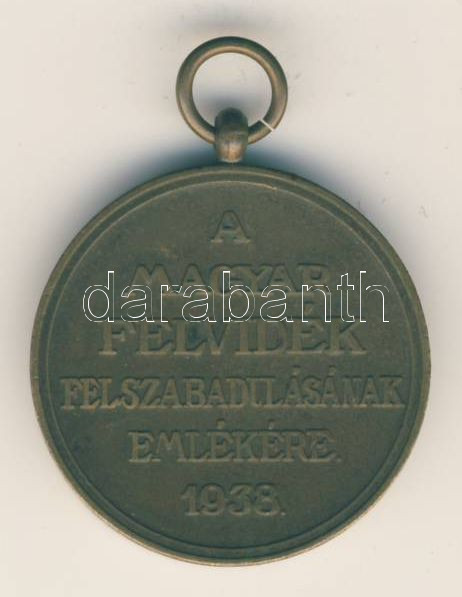 A
MAGYAR
darabanth
FELVIDÉK
FELSZABADULÁSÁNAK
EMLÉKÉRE.
1938.